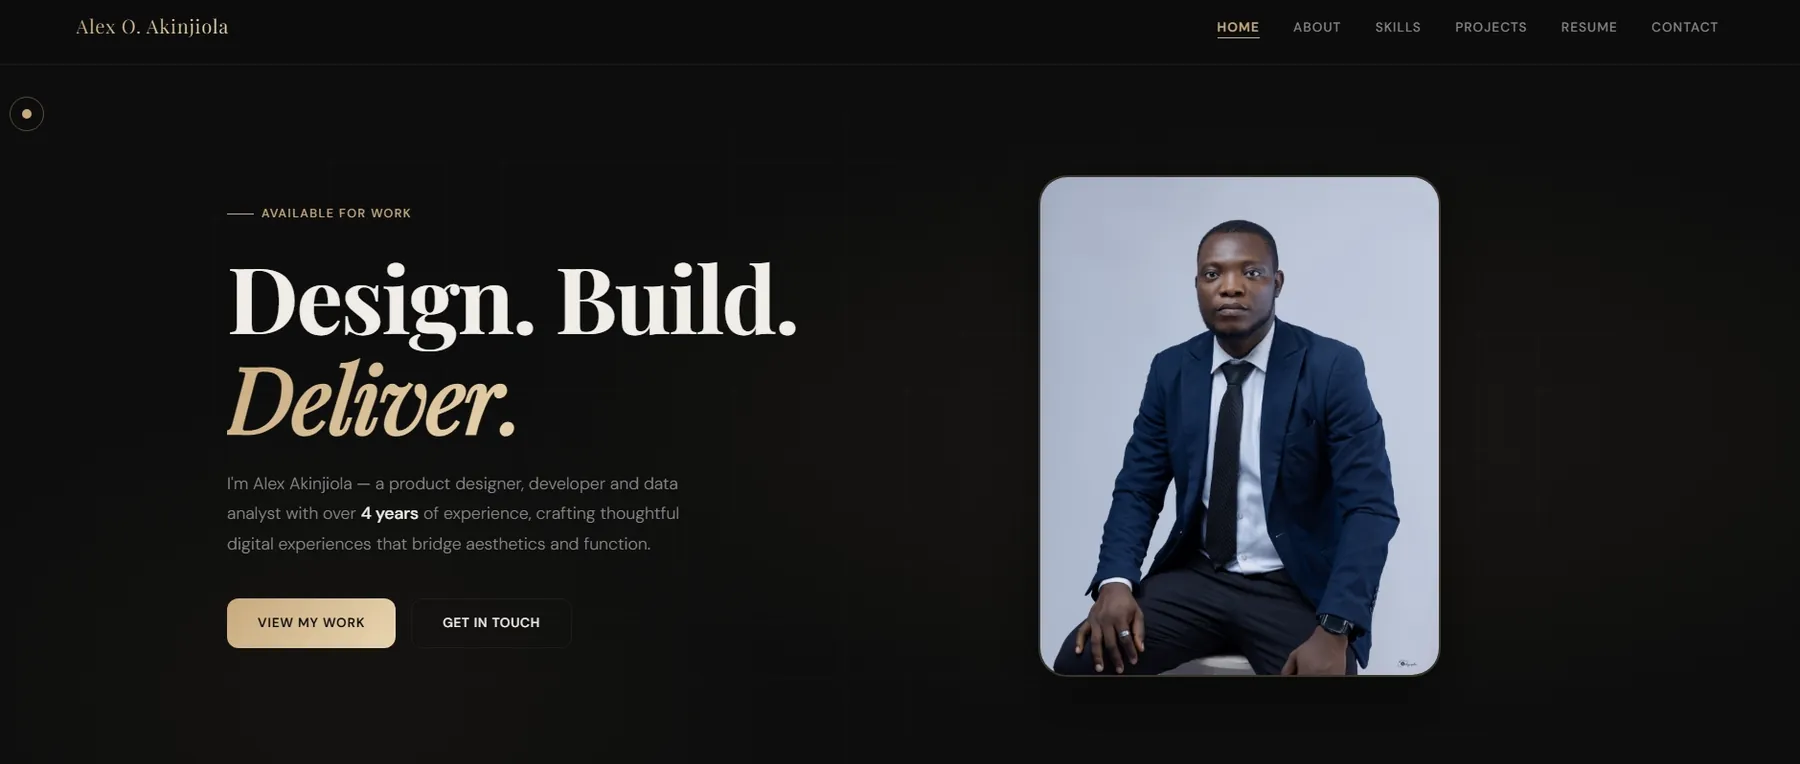 Alex O. Akinjiola
HOME ABOUT SKILLS PROJECTS RESUME CONTACT
AVAILABLE FOR WORK
Design. Build.
Deliver.
I'm Alex Akinjiola — a product designer, developer and data
analyst with over 4 years of experience, crafting thoughtful
digital experiences that bridge aesthetics and function.
VIEW MY WORK
GET IN TOUCH